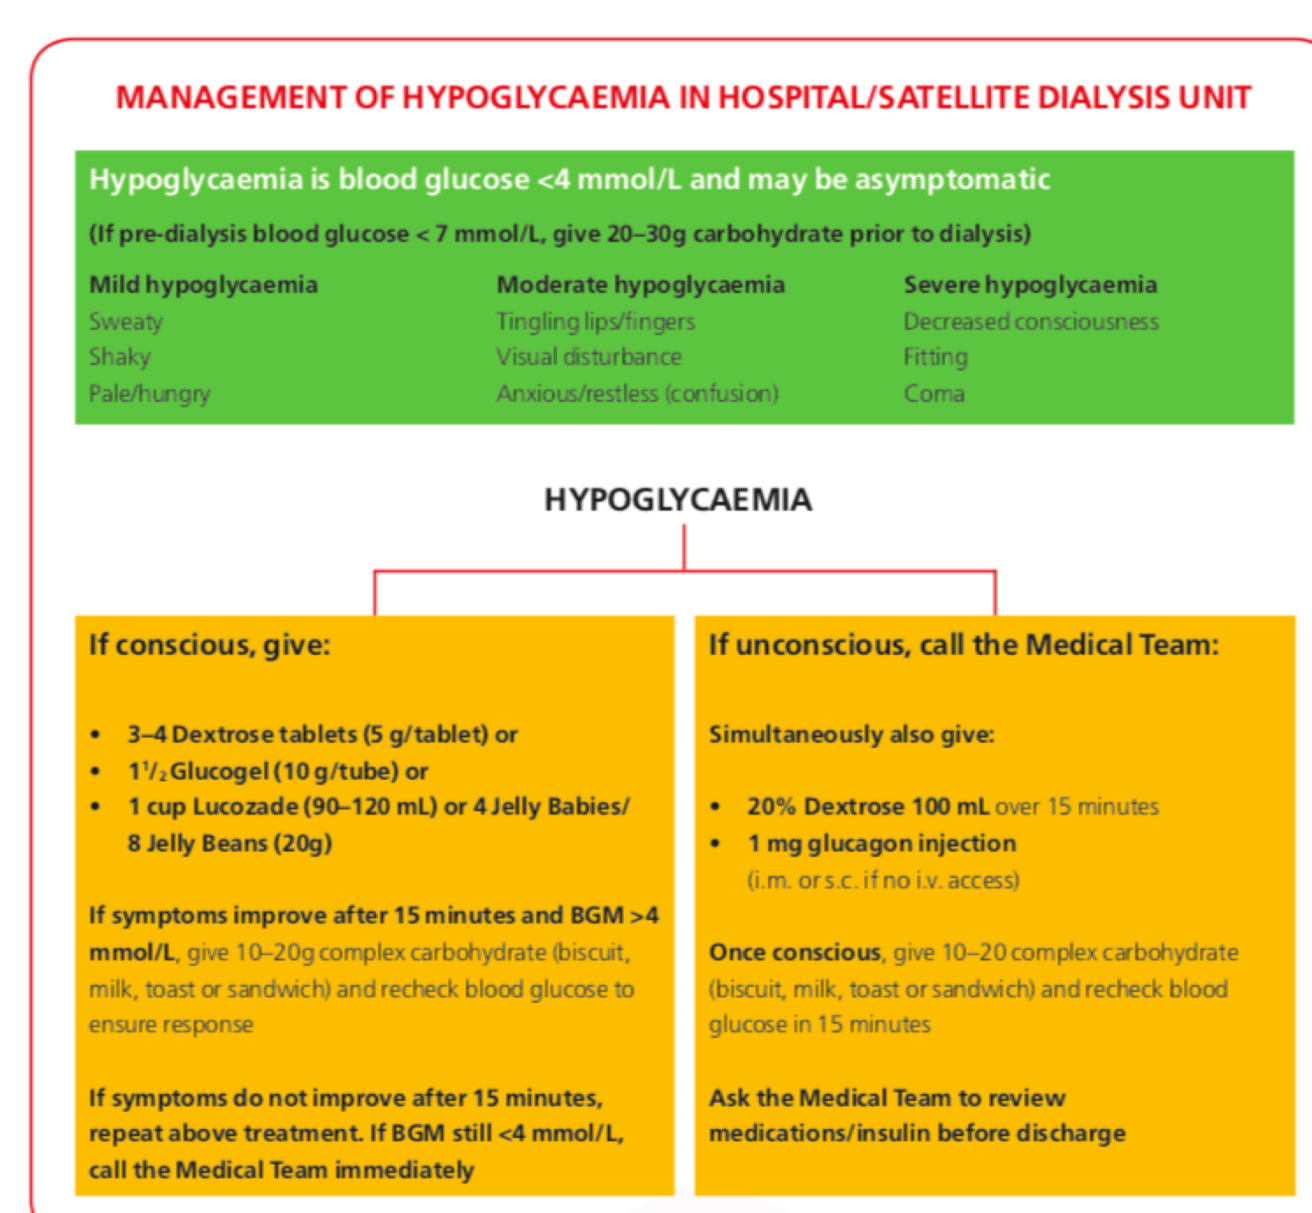 MANAGEMENT OF HYPOGLYCAEMIA IN HOSPITAL/SATELLITE DIALYSIS UNIT
Hypoglycaemia is blood glucose <4 mmol/L and may be asymptomatic
(If pre-dialysis blood glucose < 7 mmol/L, give 20–30g carbohydrate prior to dialysis)
Mild hypoglycaemia
Sweaty
Shaky
Pale/hungry
Moderate hypoglycaemia
Tingling lips/fingers
Visual disturbance
Anxious/restless (confusion)
Severe hypoglycaemia
Decreased consciousness
Fitting
Coma
HYPOGLYCAEMIA
If conscious, give:
• 3–4 Dextrose tablets (5 g/tablet) or
• 1¹/₂ Glucogel (10 g/tube) or
• 1 cup Lucozade (90–120 mL) or 4 Jelly Babies/
8 Jelly Beans (20g)
If symptoms improve after 15 minutes and BGM >4
mmol/L, give 10–20g complex carbohydrate (biscuit,
milk, toast or sandwich) and recheck blood glucose to
ensure response
If symptoms do not improve after 15 minutes,
repeat above treatment. If BGM still <4 mmol/L,
call the Medical Team immediately
If unconscious, call the Medical Team:
Simultaneously also give:
• 20% Dextrose 100 mL over 15 minutes
• 1 mg glucagon injection
(i.m. or s.c. if no i.v. access)
Once conscious, give 10–20 complex carbohydrate
(biscuit, milk, toast or sandwich) and recheck blood
glucose in 15 minutes
Ask the Medical Team to review
medications/insulin before discharge